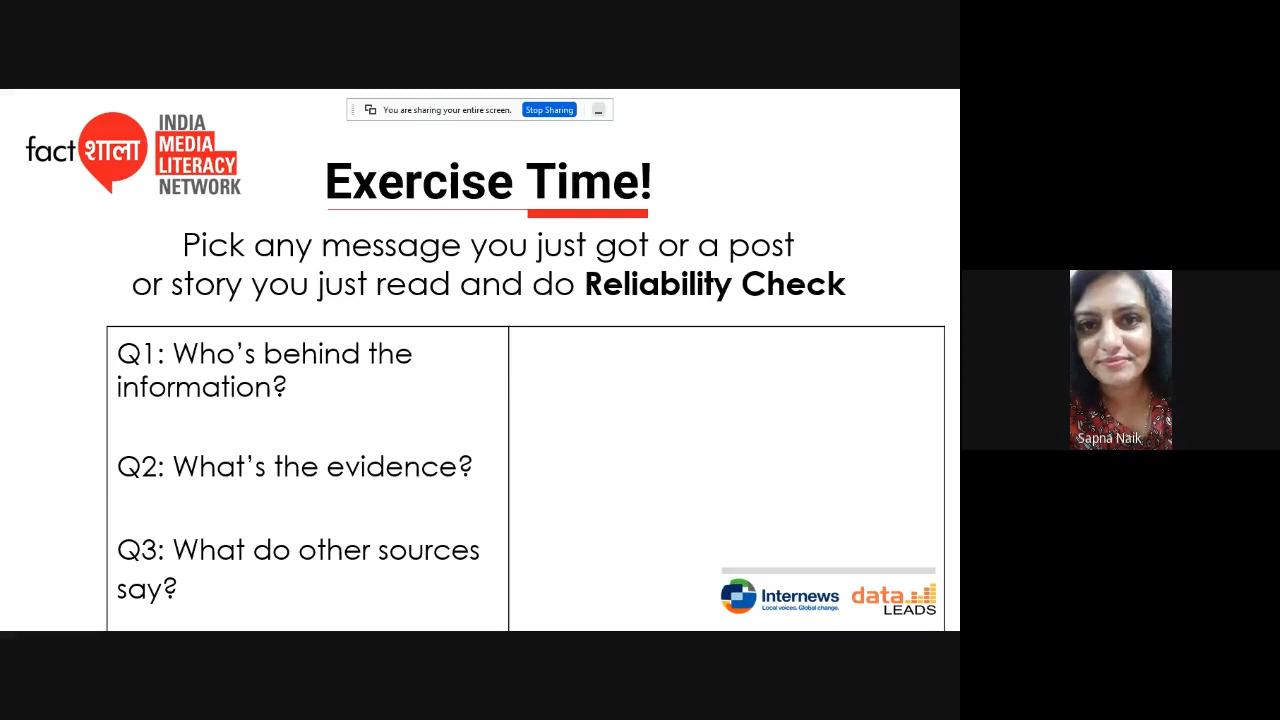 You are sharing your entire screen.
Stop Sharing
fact शाला
INDIA
MEDIA
LITERACY
NETWORK
Exercise Time!
Pick any message you just got or a post
or story you just read and do Reliability Check
Q1: Who’s behind the
information?
Q2: What’s the evidence?
Q3: What do other sources
say?
Internews
Local voices. Global change.
data
LEADS
Sapna Naik